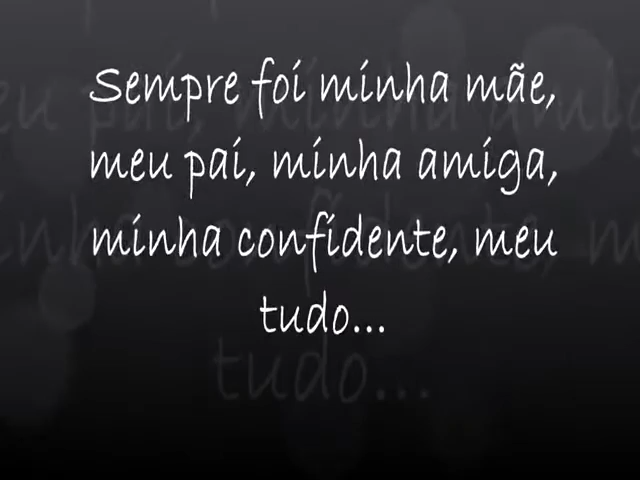 Sempre foi minha mãe,
meu pai, minha amiga,
minha confidente, meu
tudo...